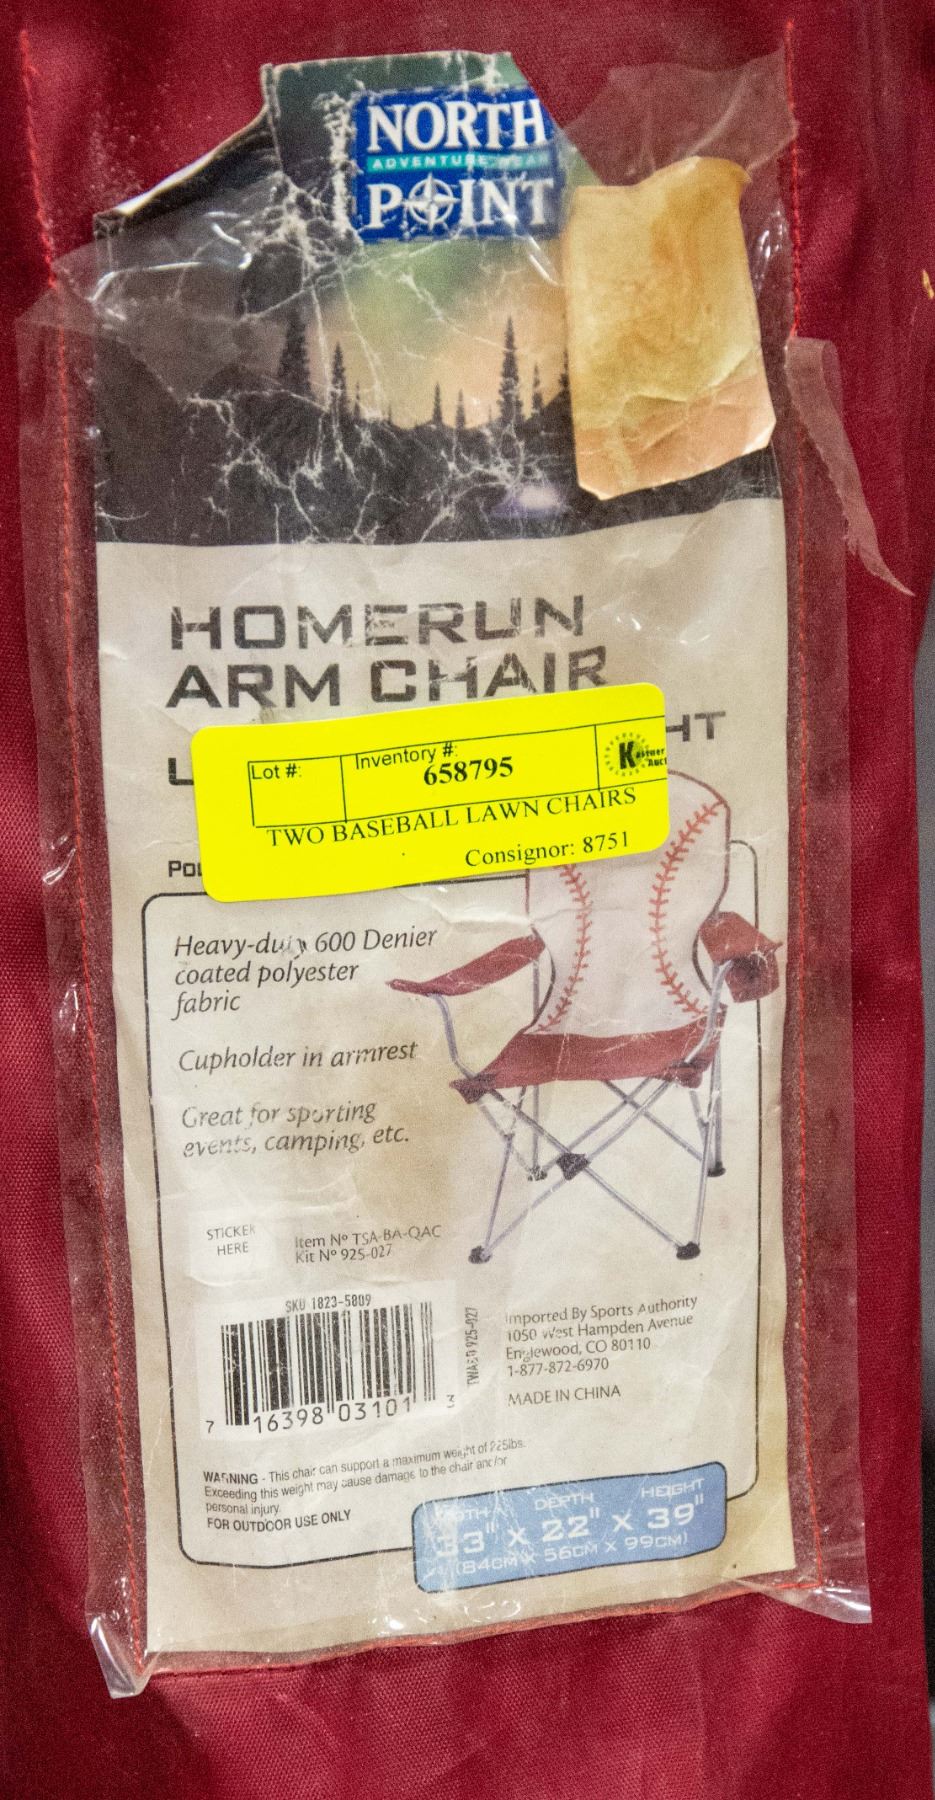 NORTH
ADVENTURE GEAR
POINT
HOMERUN
ARM CHAIR
HT
L
Lot #:
Inventory #:
658795
K
TWO BASEBALL LAWN CHAIRS
Consignor: 8751
Heavy-duty 600 Denier
coated polyester
fabric
Cupholder in armrest
Great for sporting
events, camping, etc.
STICKER
HERE
Item Nº TSA-BA-QAC
Kit Nº 925-027
SKU 1823-5809
7 16398 03101 3
Imported By Sports Authority
1050 West Hampden Avenue
Englewood, CO 80110
1-877-872-6970
MADE IN CHINA
WARNING - This chair can support a maximum weight of 225lbs.
Exceeding this weight may cause damage to the chair and/or
personal injury.
FOR OUTDOOR USE ONLY
WIDTH DEPTH HEIGHT
33" X 22" X 39"
(84CM X 56CM X 99CM)